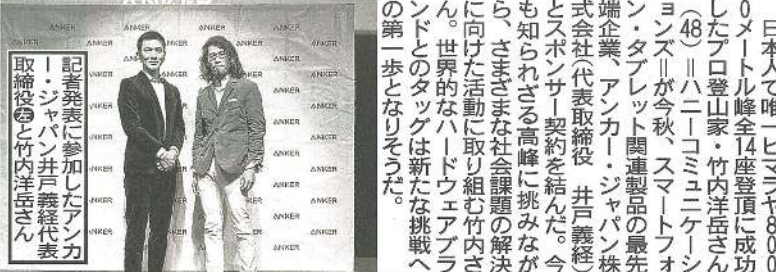 日本人で唯一ヒマラヤ800
0メートル峰全14座登頂に成功
したプロ登山家・竹内洋岳さん
(48)＝ハニーコミュニケーシ
ョンズ＝が今秋、スマートフォ
ン・タブレット関連製品の最先
端企業、アンカー・ジャパン株
式会社(代表取締役 井戸義経)
とスポンサー契約を結んだ。今
も知られざる高峰に挑みなが
ら、さまざまな社会課題の解決
に向けた活動に取り組む竹内さ
ん。世界的なハードウェアブラ
ンドとのタッグは新たな挑戦へ
の第一歩となりそうだ。
記者発表に参加したアンカ
ー・ジャパン井戸義経代表
取締役左と竹内洋岳さん
ANKER